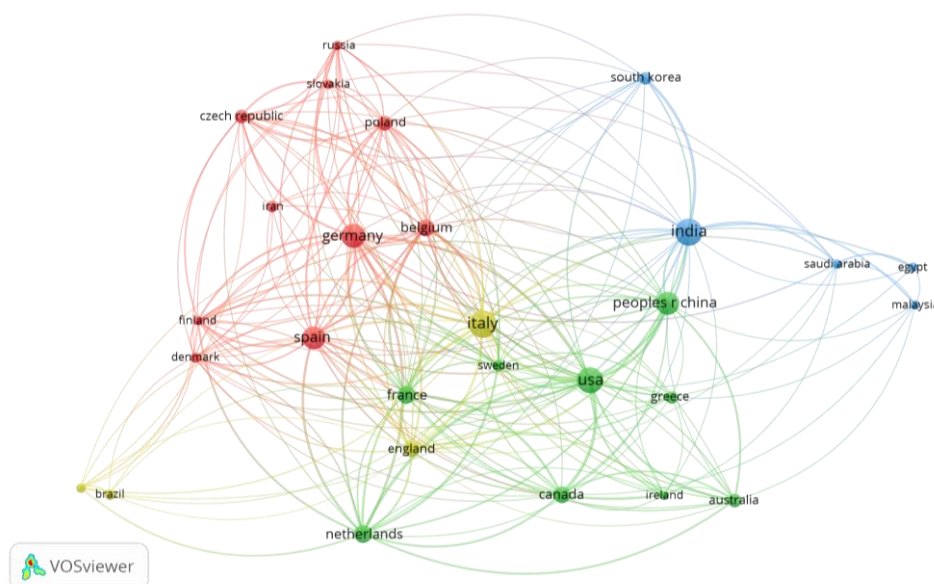 russia
south korea
slovakia
czech republic
poland
iran
belgium
germany
india
saudi arabia
egypt
peoples r china
malaysia
finland
italy
spain
denmark
sweden
usa
france
greece
england
brazil
canada
ireland
australia
netherlands
VOSviewer